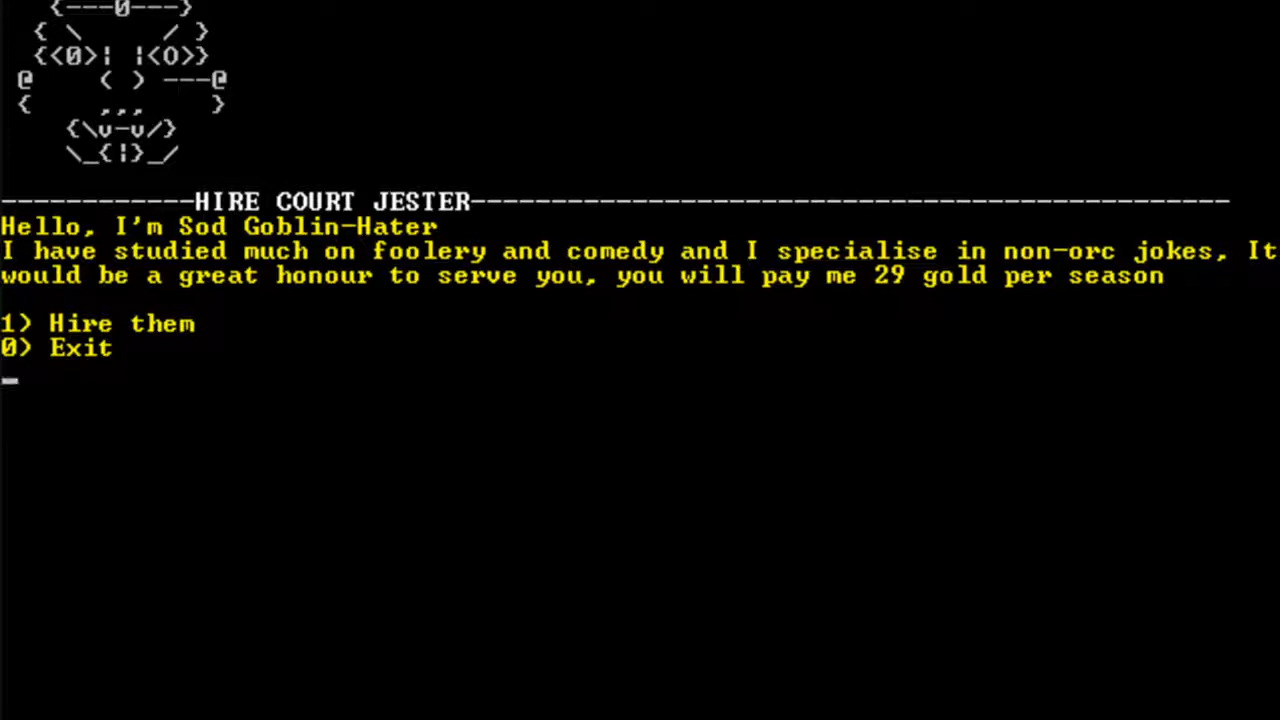 {---0---}
{ \     / }
{<0>| |<O>}
@    ( ) ---@
{    ,,,    }
{\v-v/}
\_{|}_/
------------HIRE COURT JESTER-----------------------------------------------
Hello, I'm Sod Goblin-Hater
I have studied much on foolery and comedy and I specialise in non-orc jokes, It
would be a great honour to serve you, you will pay me 29 gold per season
1) Hire them
0) Exit